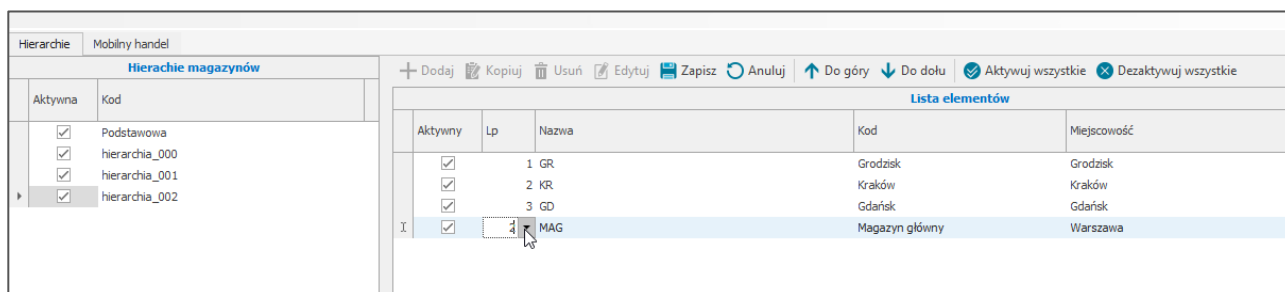 Hierarchie Mobilny handel
Hierachie magazynów
Aktywna Kod
Podstawowa
hierarchia_000
hierarchia_001
hierarchia_002
Dodaj Kopiuj Usuń Edytuj Zapisz Anuluj Do góry Do dołu Aktywuj wszystkie Dezaktywuj wszystkie
Lista elementów
Aktywny Lp Nazwa Kod Miejscowość
1 GR Grodzisk Grodzisk
2 KR Kraków Kraków
3 GD Gdańsk Gdańsk
MAG Magazyn główny Warszawa